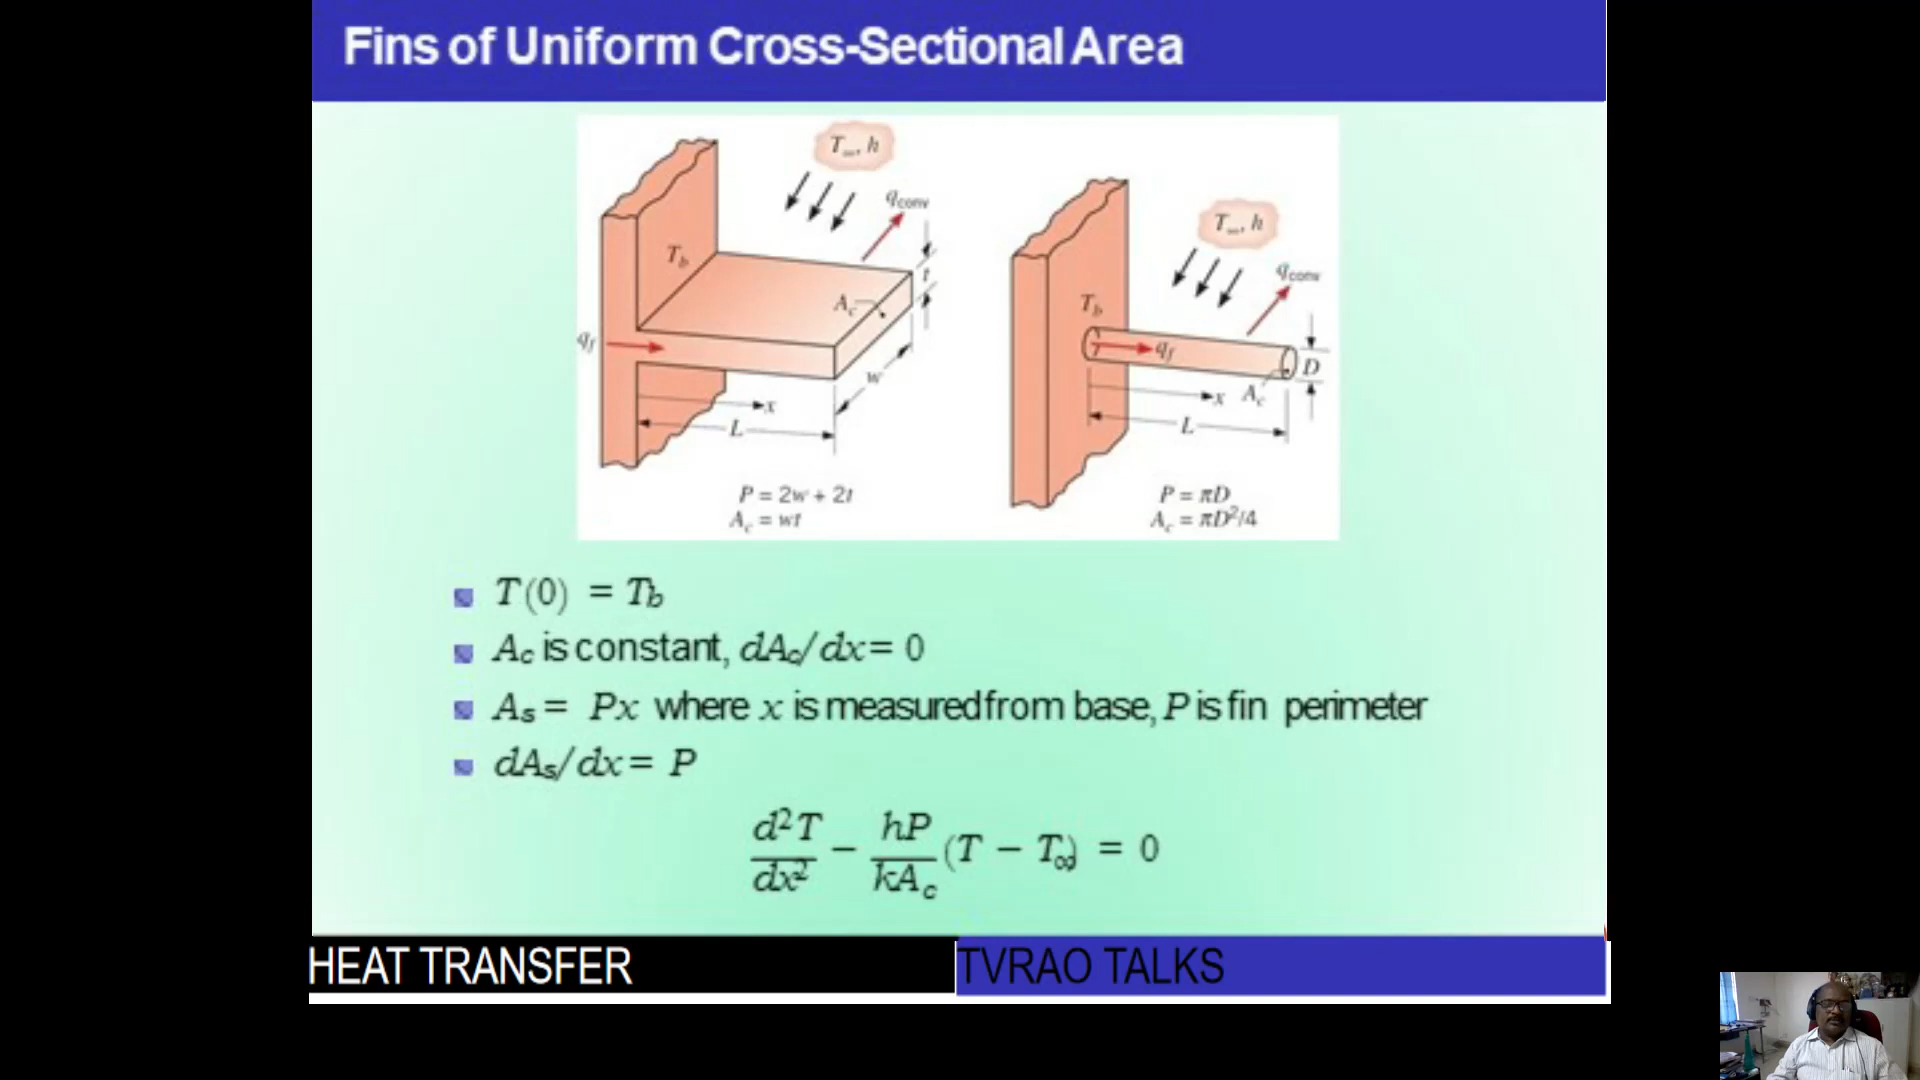 Fins of Uniform Cross-Sectional Area
T∞, h
qconv
Tb
t
Ac
qf
w
x
L
P = 2w + 2t
Ac = wt
T∞, h
qconv
Tb
qf
D
x
Ac
L
P = πD
Ac = πD²/4
T(0) = Tb
Ac is constant, dAc/dx = 0
As = Px where x is measured from base, P is fin perimeter
dAs/dx = P
d²T/dx² − hP/kAc (T − T∞) = 0
HEAT TRANSFER
TVRAO TALKS